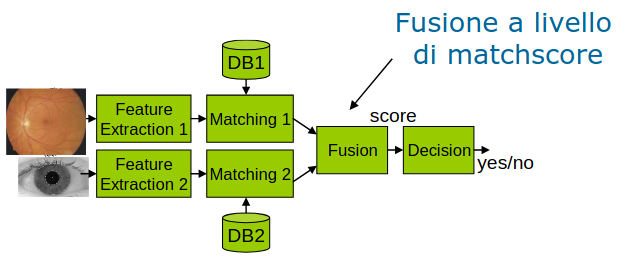 Fusione a livello
di matchscore
DB1
Feature
Extraction 1
Matching 1
score
Fusion
Decision
yes/no
Feature
Extraction 2
Matching 2
DB2